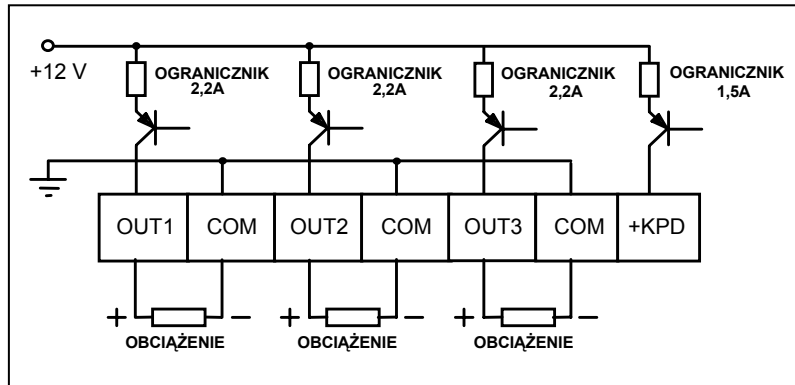 +12 V
OGRANICZNIK
2,2A
OGRANICZNIK
2,2A
OGRANICZNIK
2,2A
OGRANICZNIK
1,5A
OUT1 COM OUT2 COM OUT3 COM +KPD
+ − + − + −
OBCIĄŻENIE OBCIĄŻENIE OBCIĄŻENIE